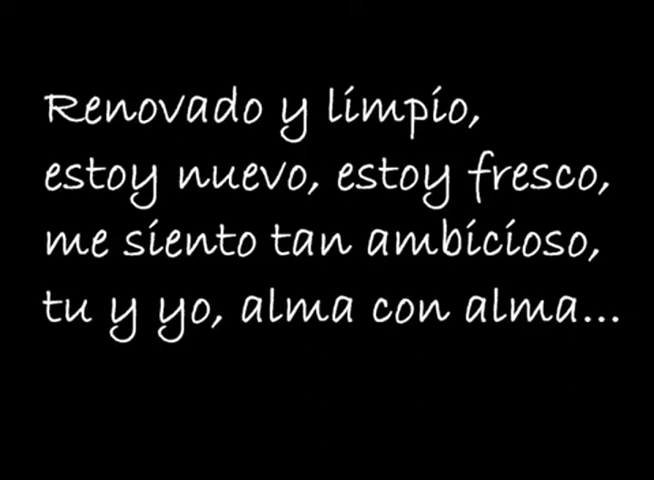 Renovado y limpio,
estoy nuevo, estoy fresco,
me siento tan ambicioso,
tu y yo, alma con alma...